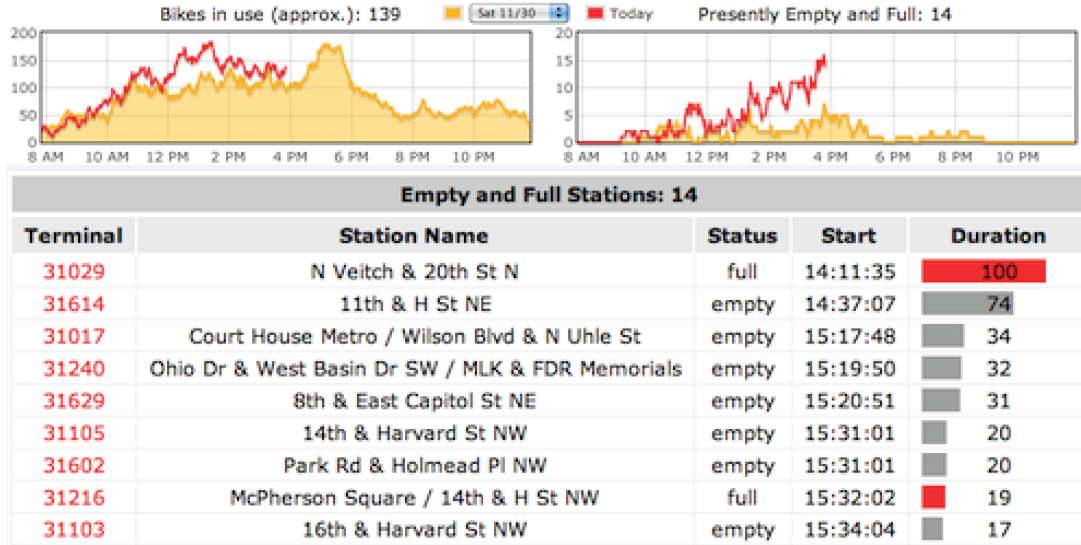 Bikes in use (approx.): 139 Sat 11/30 Today Presently Empty and Full: 14
200 20
150 15
100 10
50 5
0 0
8 AM 10 AM 12 PM 2 PM 4 PM 6 PM 8 PM 10 PM 8 AM 10 AM 12 PM 2 PM 4 PM 6 PM 8 PM 10 PM
Empty and Full Stations: 14
Terminal Station Name Status Start Duration
31029 N Veitch & 20th St N full 14:11:35 100
31614 11th & H St NE empty 14:37:07 74
31017 Court House Metro / Wilson Blvd & N Uhle St empty 15:17:48 34
31240 Ohio Dr & West Basin Dr SW / MLK & FDR Memorials empty 15:19:50 32
31629 8th & East Capitol St NE empty 15:20:51 31
31105 14th & Harvard St NW empty 15:31:01 20
31602 Park Rd & Holmead Pl NW empty 15:31:01 20
31216 McPherson Square / 14th & H St NW full 15:32:02 19
31103 16th & Harvard St NW empty 15:34:04 17